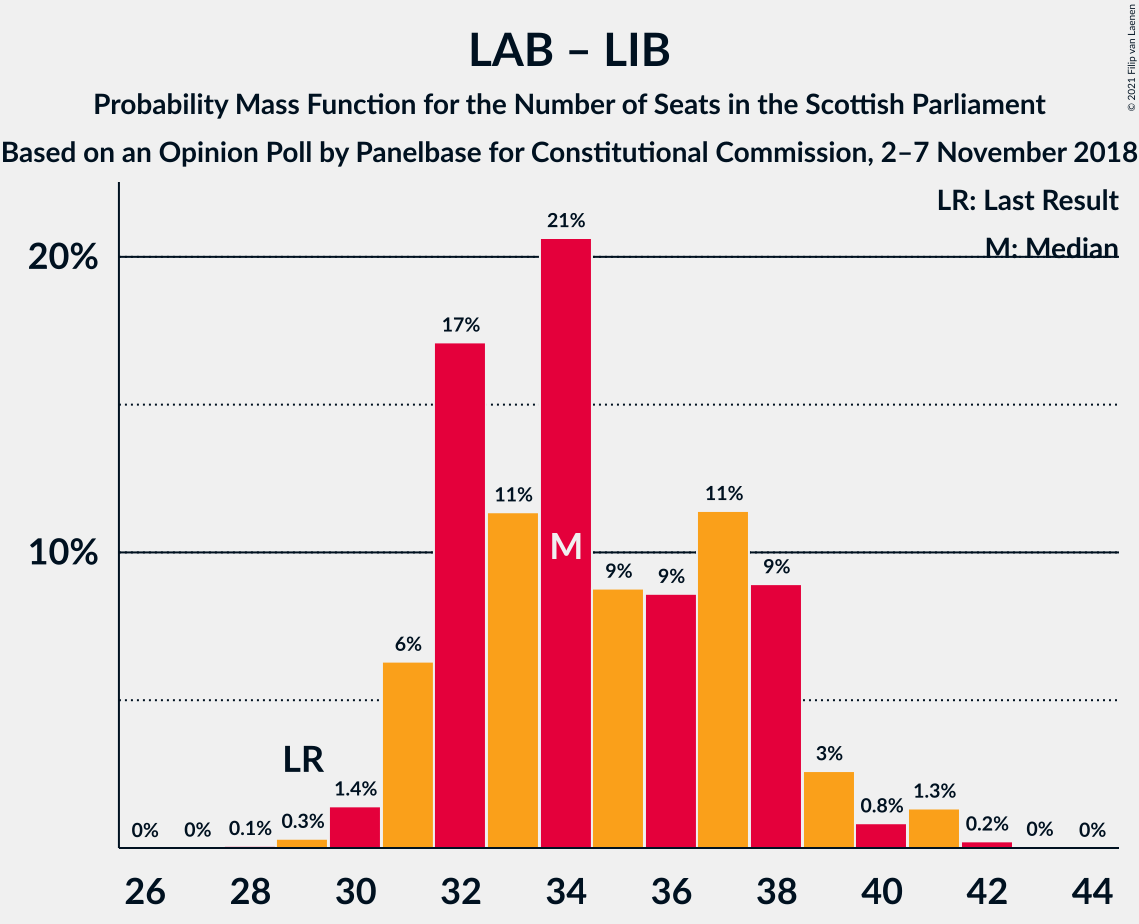 LAB – LIB
Probability Mass Function for the Number of Seats in the Scottish Parliament
Based on an Opinion Poll by Panelbase for Constitutional Commission, 2–7 November 2018
© 2021 Filip van Laenen
LR: Last Result
M: Median
20%
10%
0%
0%
0.1%
0.3%
LR
1.4%
6%
17%
11%
21%
M
9%
9%
11%
9%
3%
0.8%
1.3%
0.2%
0%
0%
26 28 30 32 34 36 38 40 42 44